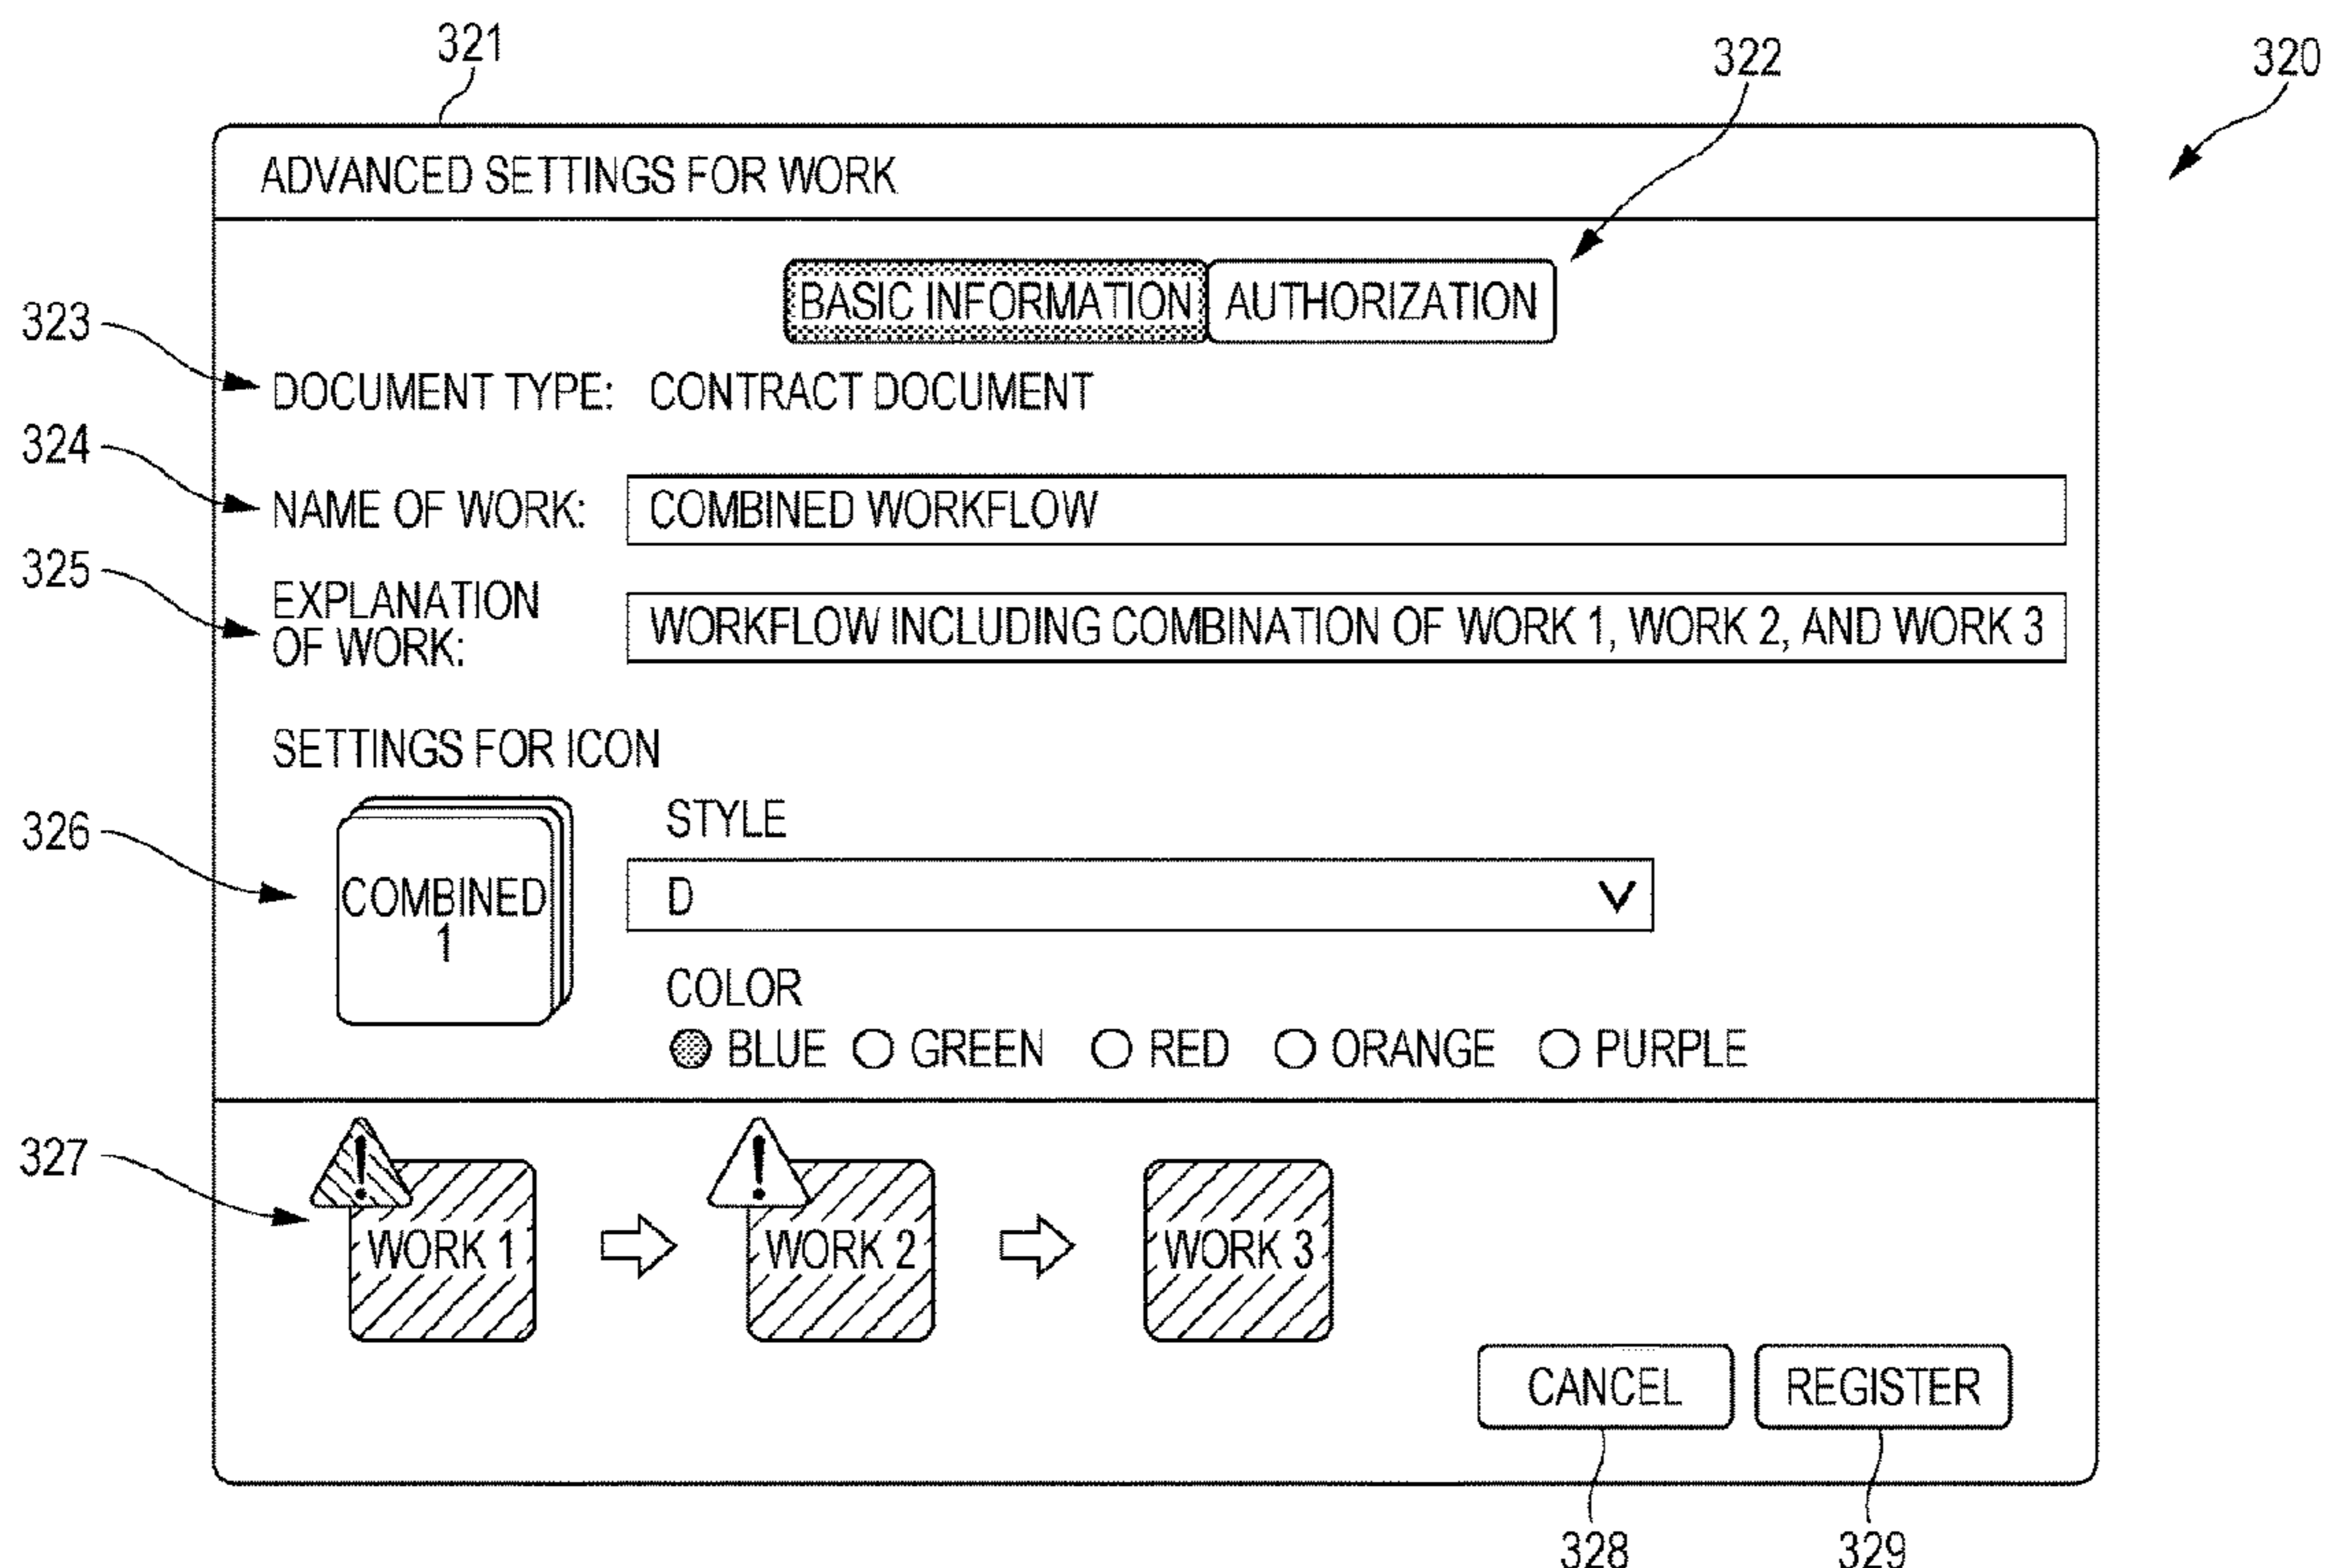 321
322
320
ADVANCED SETTINGS FOR WORK
BASIC INFORMATION AUTHORIZATION
323
DOCUMENT TYPE: CONTRACT DOCUMENT
324
NAME OF WORK: COMBINED WORKFLOW
325
EXPLANATION
OF WORK:
WORKFLOW INCLUDING COMBINATION OF WORK 1, WORK 2, AND WORK 3
SETTINGS FOR ICON
326
COMBINED
1
STYLE
D
COLOR
BLUE GREEN RED ORANGE PURPLE
327
! !
WORK 1 WORK 2 WORK 3
CANCEL REGISTER
328 329